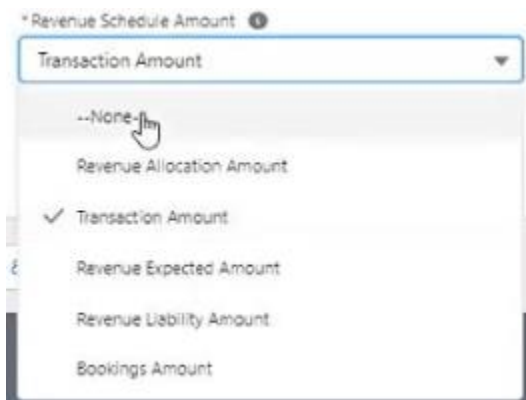 *Revenue Schedule Amount
Transaction Amount
--None--
Revenue Allocation Amount
Transaction Amount
Revenue Expected Amount
Revenue Liability Amount
Bookings Amount